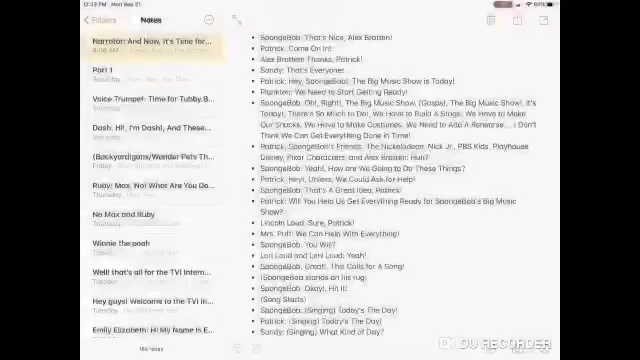 12:23 PM Mon Sep 21
Folders
Notes
Narrator: And Now, it's Time for...
Part 1
Saturday
Voice Trumpet: Time for Tubby B...
Saturday
Dash: Hi!, I'm Dash!, And These...
(Backyardigans/Wonder Pets Th...
Friday
Ruby: Max, No! What Are You Do...
Thursday
No Max and Ruby
Winnie the pooh
Well! that's all for the TV! Intern...
Hey guys! Welcome to the TV! In...
Emily Elizabeth: Hi! My Name is E...
Notes
SpongeBob: That's Nice, Alex Bratten!
Patrick: Come On In!
Alex Bratten: Thanks, Patrick!
Sandy: That's Everyone!
Patrick: Hey, SpongeBob!, The Big Music Show is Today!
Plankton: We Need to Start Getting Ready!
SpongeBob: Oh!, Right!, The Big Music Show, (Gasps), The Big Music Show!, It's
Today!, There's So Much to Do!, We Have to Build A Stage, We Have to Make
Our Snacks, We Have to Make Costumes, We Need to Add A Rehearse.....I Don't
Think We Can Get Everything Done in Time!
Patrick, SpongeBob's Friends, The Nickelodeon, Nick Jr., PBS Kids, Playhouse
Disney, Pixar Characters, and Alex Bratten: Huh?
SpongeBob: Yeah!, How are We Going to Do These Things?
Patrick: Hey!, Unless, We Could Ask for Help!
SpongeBob: That's A Great Idea, Patrick!
Patrick: Will You Help Us Get Everything Ready for SpongeBob's Big Music
Show?
Lincoln Loud: Sure, Patrick!
Mrs. Puff: We Can Help With Everything!
SpongeBob: You Will?
Lori Loud and Leni Loud: Yeah!
SpongeBob: Great!, This Calls for A Song!
(SpongeBob stands on his rug)
SpongeBob: Okay!, Hit It!
(Song Starts)
SpongeBob: (Singing) Today's The Day!
Patrick: (Singing) Today's The Day!
Sandy: (Singing) What Kind of Day?
DU RECORDER